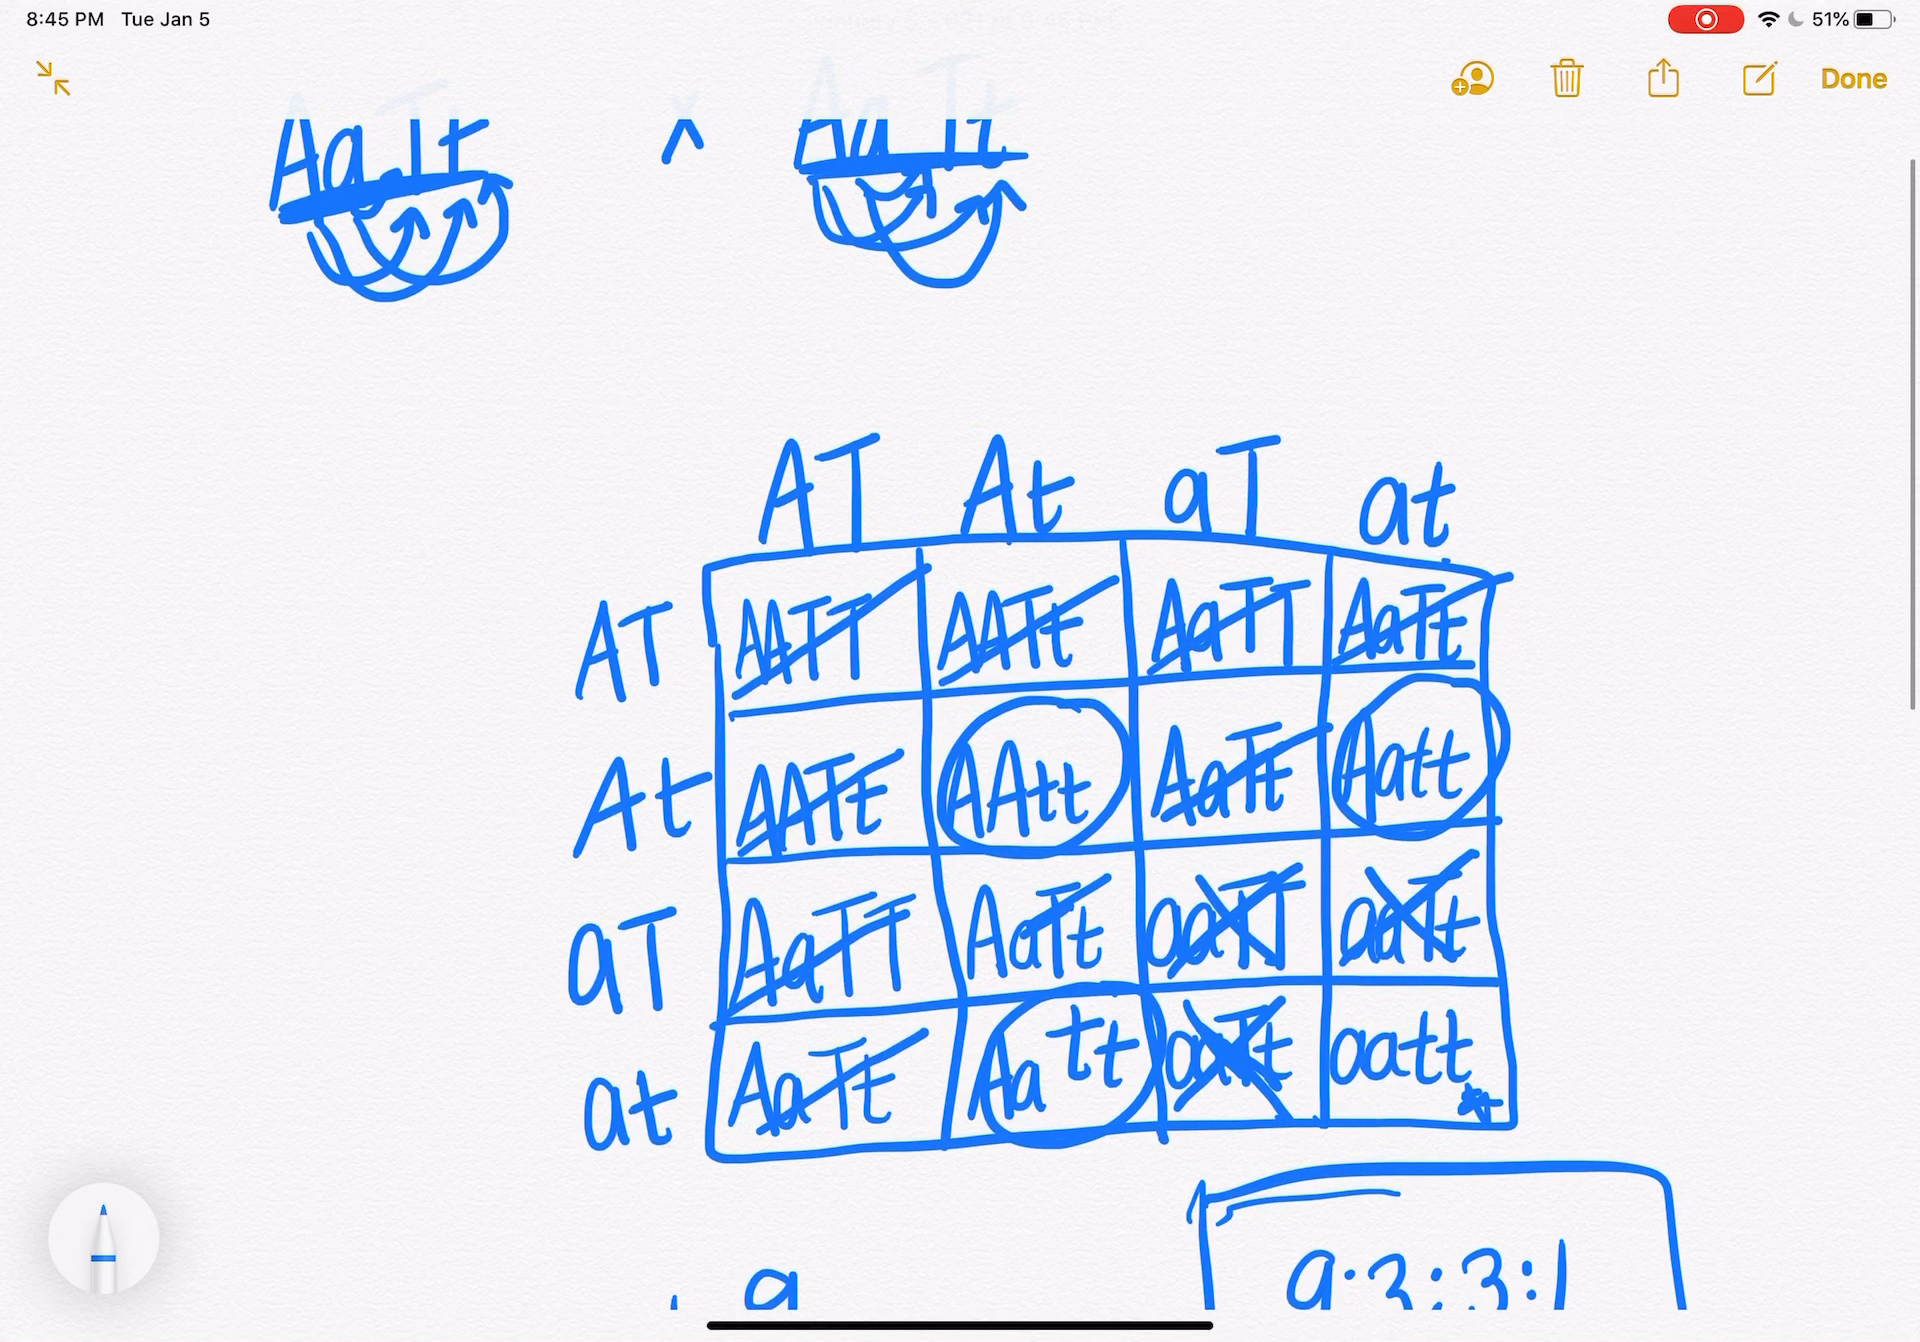 8:45 PM Tue Jan 5 51%
Done
AaTt x AaTt
AT At aT at
AT AATT AATt AaTT AaTt
At AATt AAtt AaTt Aatt
aT AaTT AaTt aaTT aaTt
at AaTt Aatt aaTt aatt
9 9:3:3:1